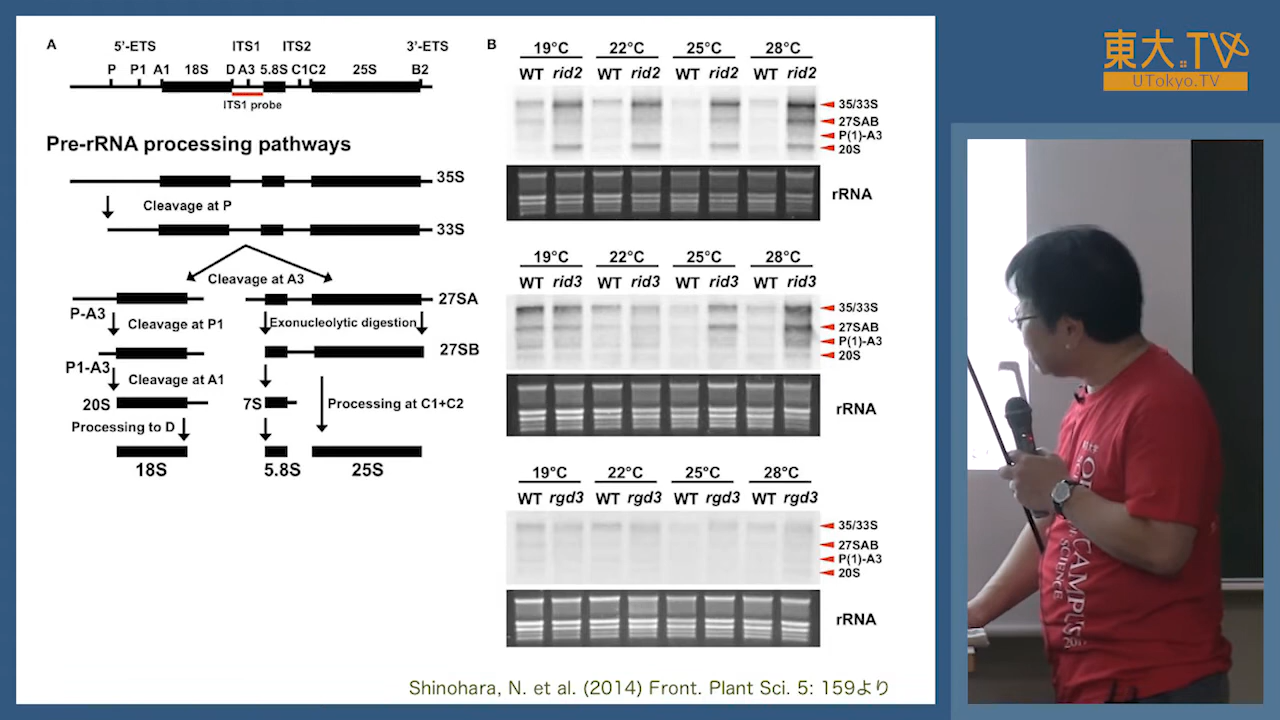 A
5’-ETS ITS1 ITS2 3’-ETS
P P1 A1 18S D A3 5.8S C1C2 25S B2
ITS1 probe
Pre-rRNA processing pathways
35S
Cleavage at P
33S
Cleavage at A3
27SA
P-A3
Cleavage at P1
Exonucleolytic digestion
27SB
P1-A3
Cleavage at A1
20S
7S
Processing at C1+C2
Processing to D
18S 5.8S 25S
B
19°C 22°C 25°C 28°C
WT rid2 WT rid2 WT rid2 WT rid2
35/33S
27SAB
P(1)-A3
20S
rRNA
19°C 22°C 25°C 28°C
WT rid3 WT rid3 WT rid3 WT rid3
35/33S
27SAB
P(1)-A3
20S
rRNA
19°C 22°C 25°C 28°C
WT rgd3 WT rgd3 WT rgd3 WT rgd3
35/33S
27SAB
P(1)-A3
20S
rRNA
Shinohara, N. et al. (2014) Front. Plant Sci. 5: 159より
東大.TV
UTokyo.TV
CAMPUS
SCIENCE